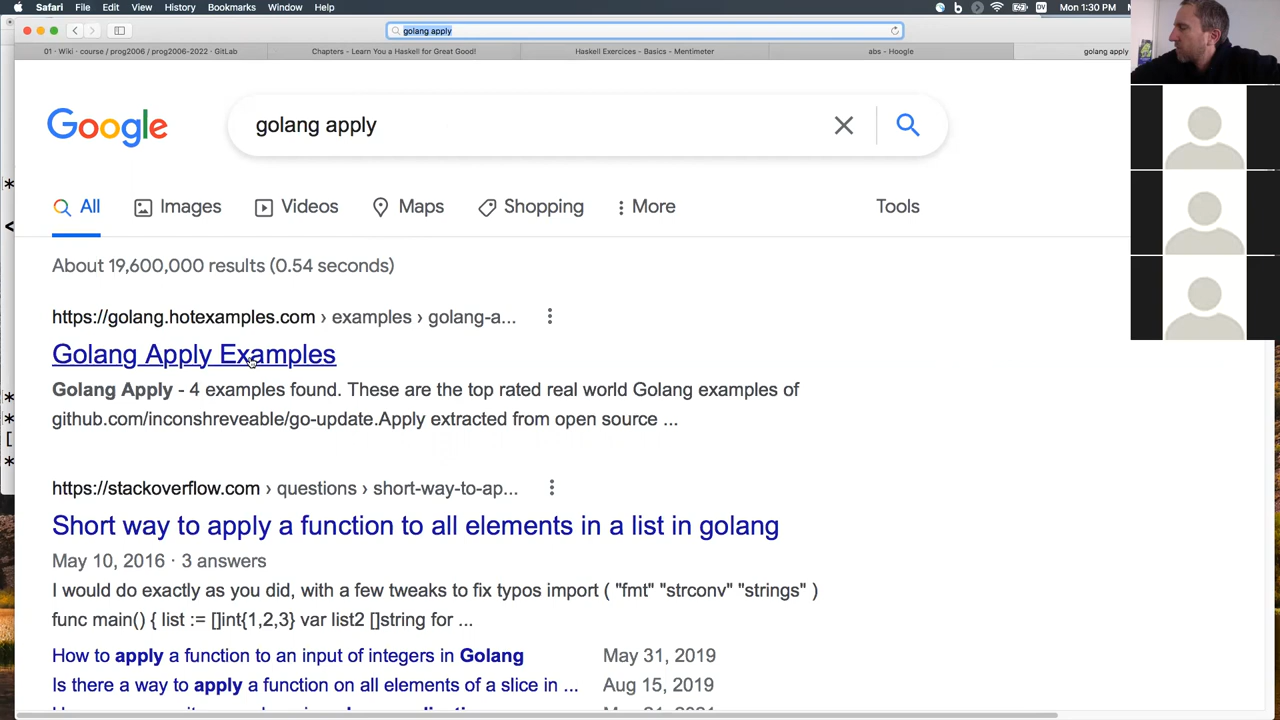 Safari File Edit View History Bookmarks Window Help
Mon 1:30 PM
golang apply
01 · Wiki · course / prog2006 / prog2006-2022 · GitLab
Chapters - Learn You a Haskell for Great Good!
Haskell Exercices - Basics - Mentimeter
abs - Hoogle
golang apply
Google
golang apply
All Images Videos Maps Shopping More Tools
About 19,600,000 results (0.54 seconds)
https://golang.hotexamples.com › examples › golang-a...
Golang Apply Examples
Golang Apply - 4 examples found. These are the top rated real world Golang examples of
github.com/inconshreveable/go-update.Apply extracted from open source ...
https://stackoverflow.com › questions › short-way-to-ap...
Short way to apply a function to all elements in a list in golang
May 10, 2016 · 3 answers
I would do exactly as you did, with a few tweaks to fix typos import ( "fmt" "strconv" "strings" )
func main() { list := []int{1,2,3} var list2 []string for ...
How to apply a function to an input of integers in Golang May 31, 2019
Is there a way to apply a function on all elements of a slice in ... Aug 15, 2019